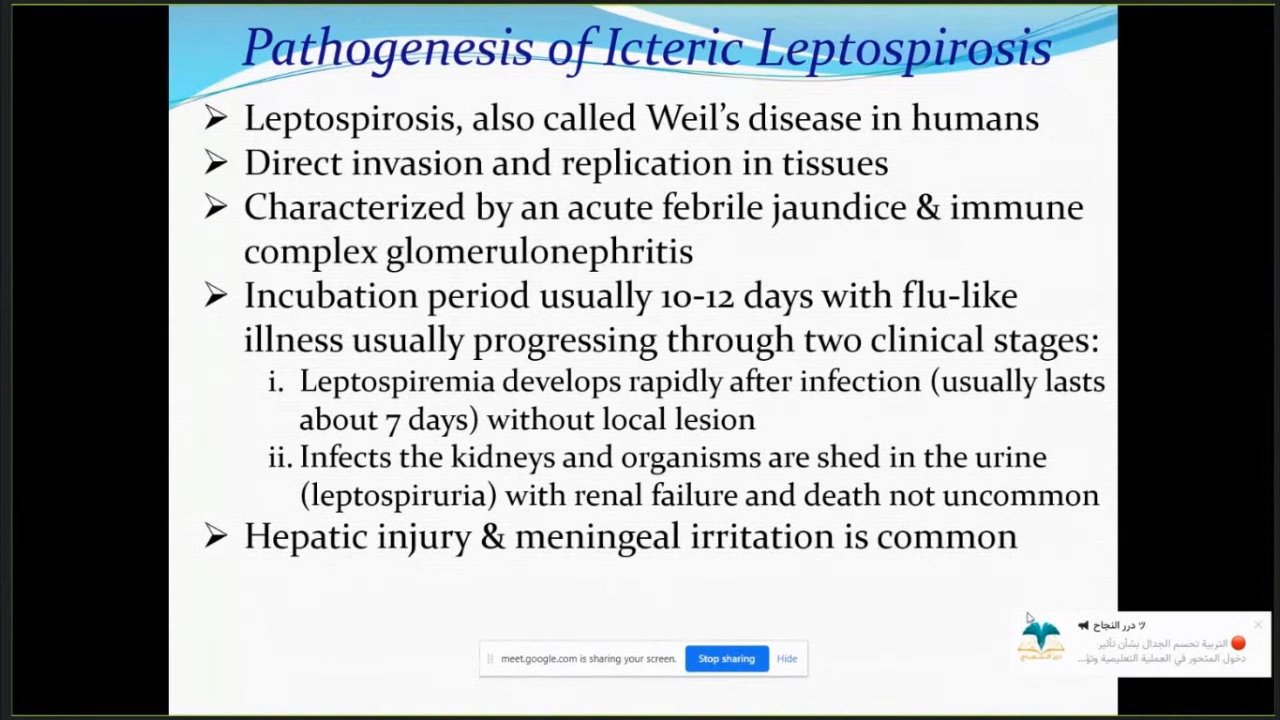 Pathogenesis of Icteric Leptospirosis
➢ Leptospirosis, also called Weil's disease in humans
➢ Direct invasion and replication in tissues
➢ Characterized by an acute febrile jaundice & immune
complex glomerulonephritis
➢ Incubation period usually 10-12 days with flu-like
illness usually progressing through two clinical stages:
i. Leptospiremia develops rapidly after infection (usually lasts
about 7 days) without local lesion
ii. Infects the kidneys and organisms are shed in the urine
(leptospiruria) with renal failure and death not uncommon
➢ Hepatic injury & meningeal irritation is common
درر النجاح
التربية تحسم الجدال بشأن تأثير
دخول المتحور في العملية التعليمية
درر النجاح
meet.google.com is sharing your screen. Stop sharing Hide